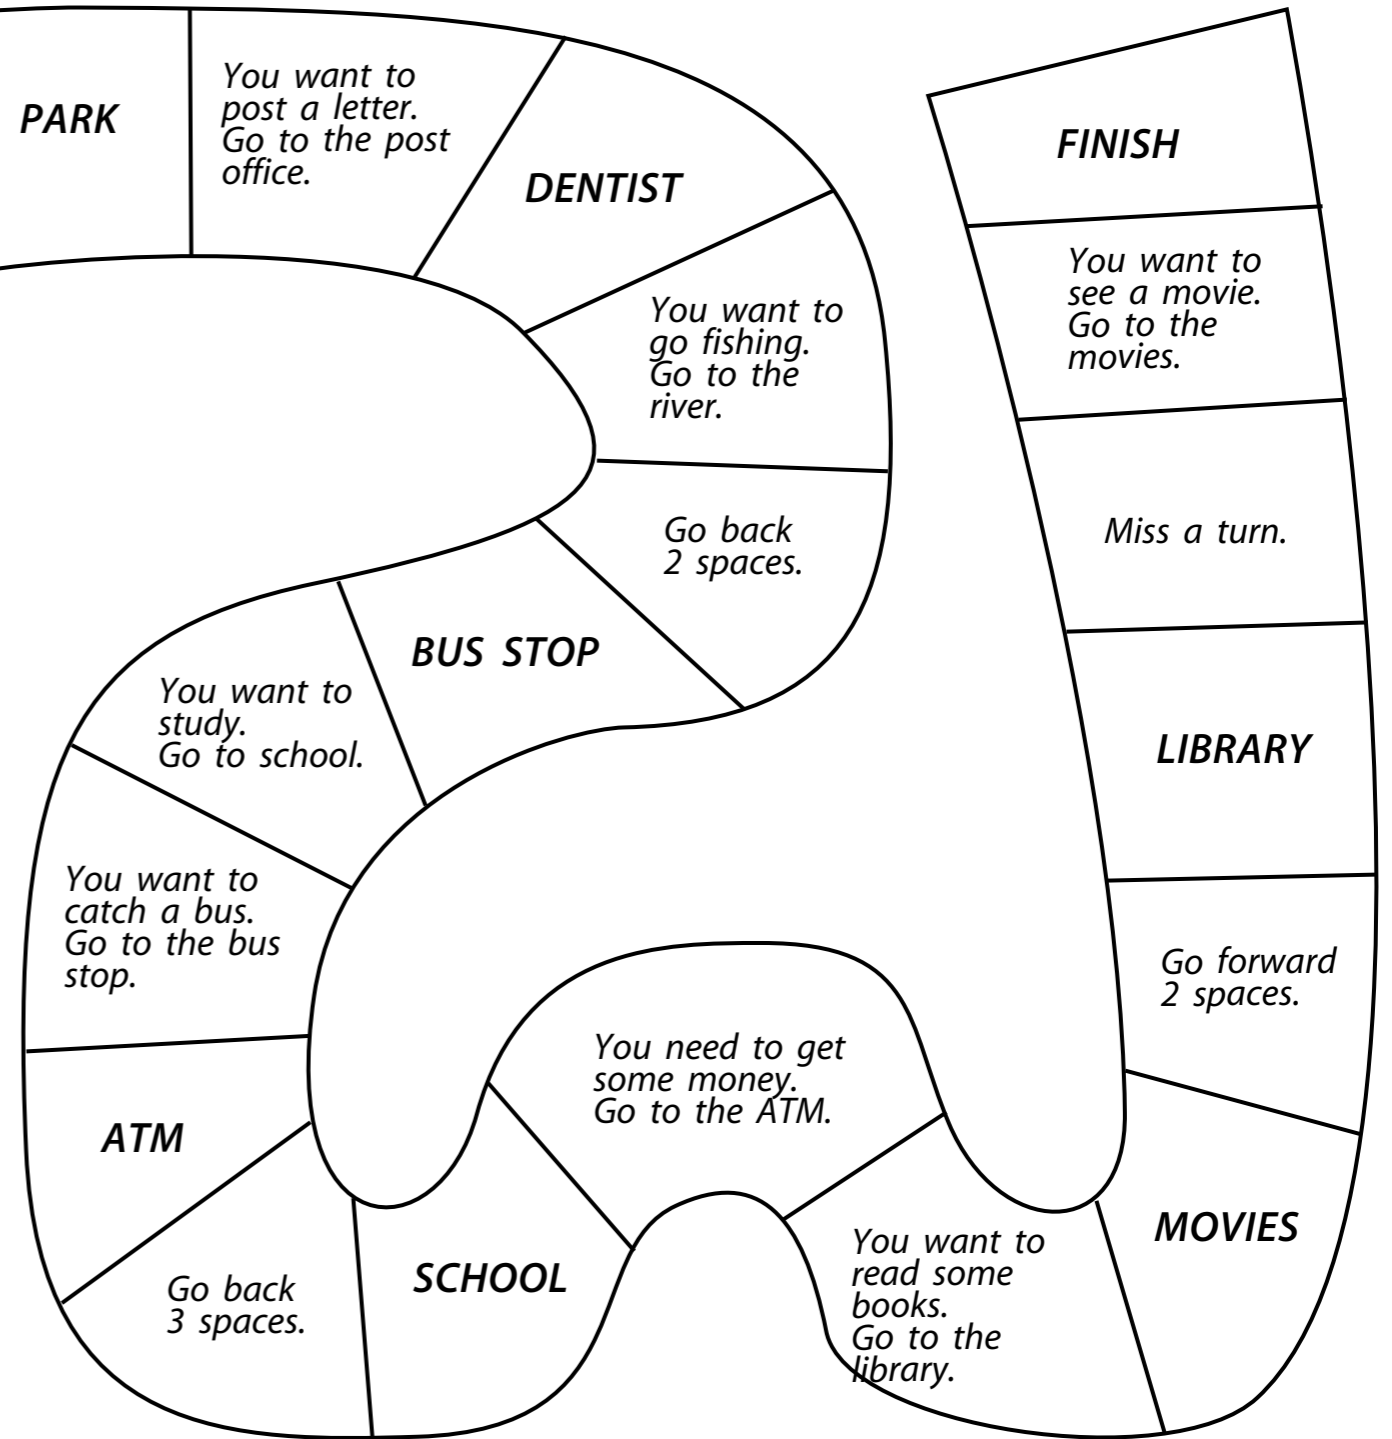 PARK
You want to
post a letter.
Go to the post
office.
DENTIST
You want to
go fishing.
Go to the
river.
Go back
2 spaces.
BUS STOP
You want to
study.
Go to school.
You want to
catch a bus.
Go to the bus
stop.
ATM
Go back
3 spaces.
SCHOOL
You need to get
some money.
Go to the ATM.
You want to
read some
books.
Go to the
library.
MOVIES
Go forward
2 spaces.
LIBRARY
Miss a turn.
You want to
see a movie.
Go to the
movies.
FINISH